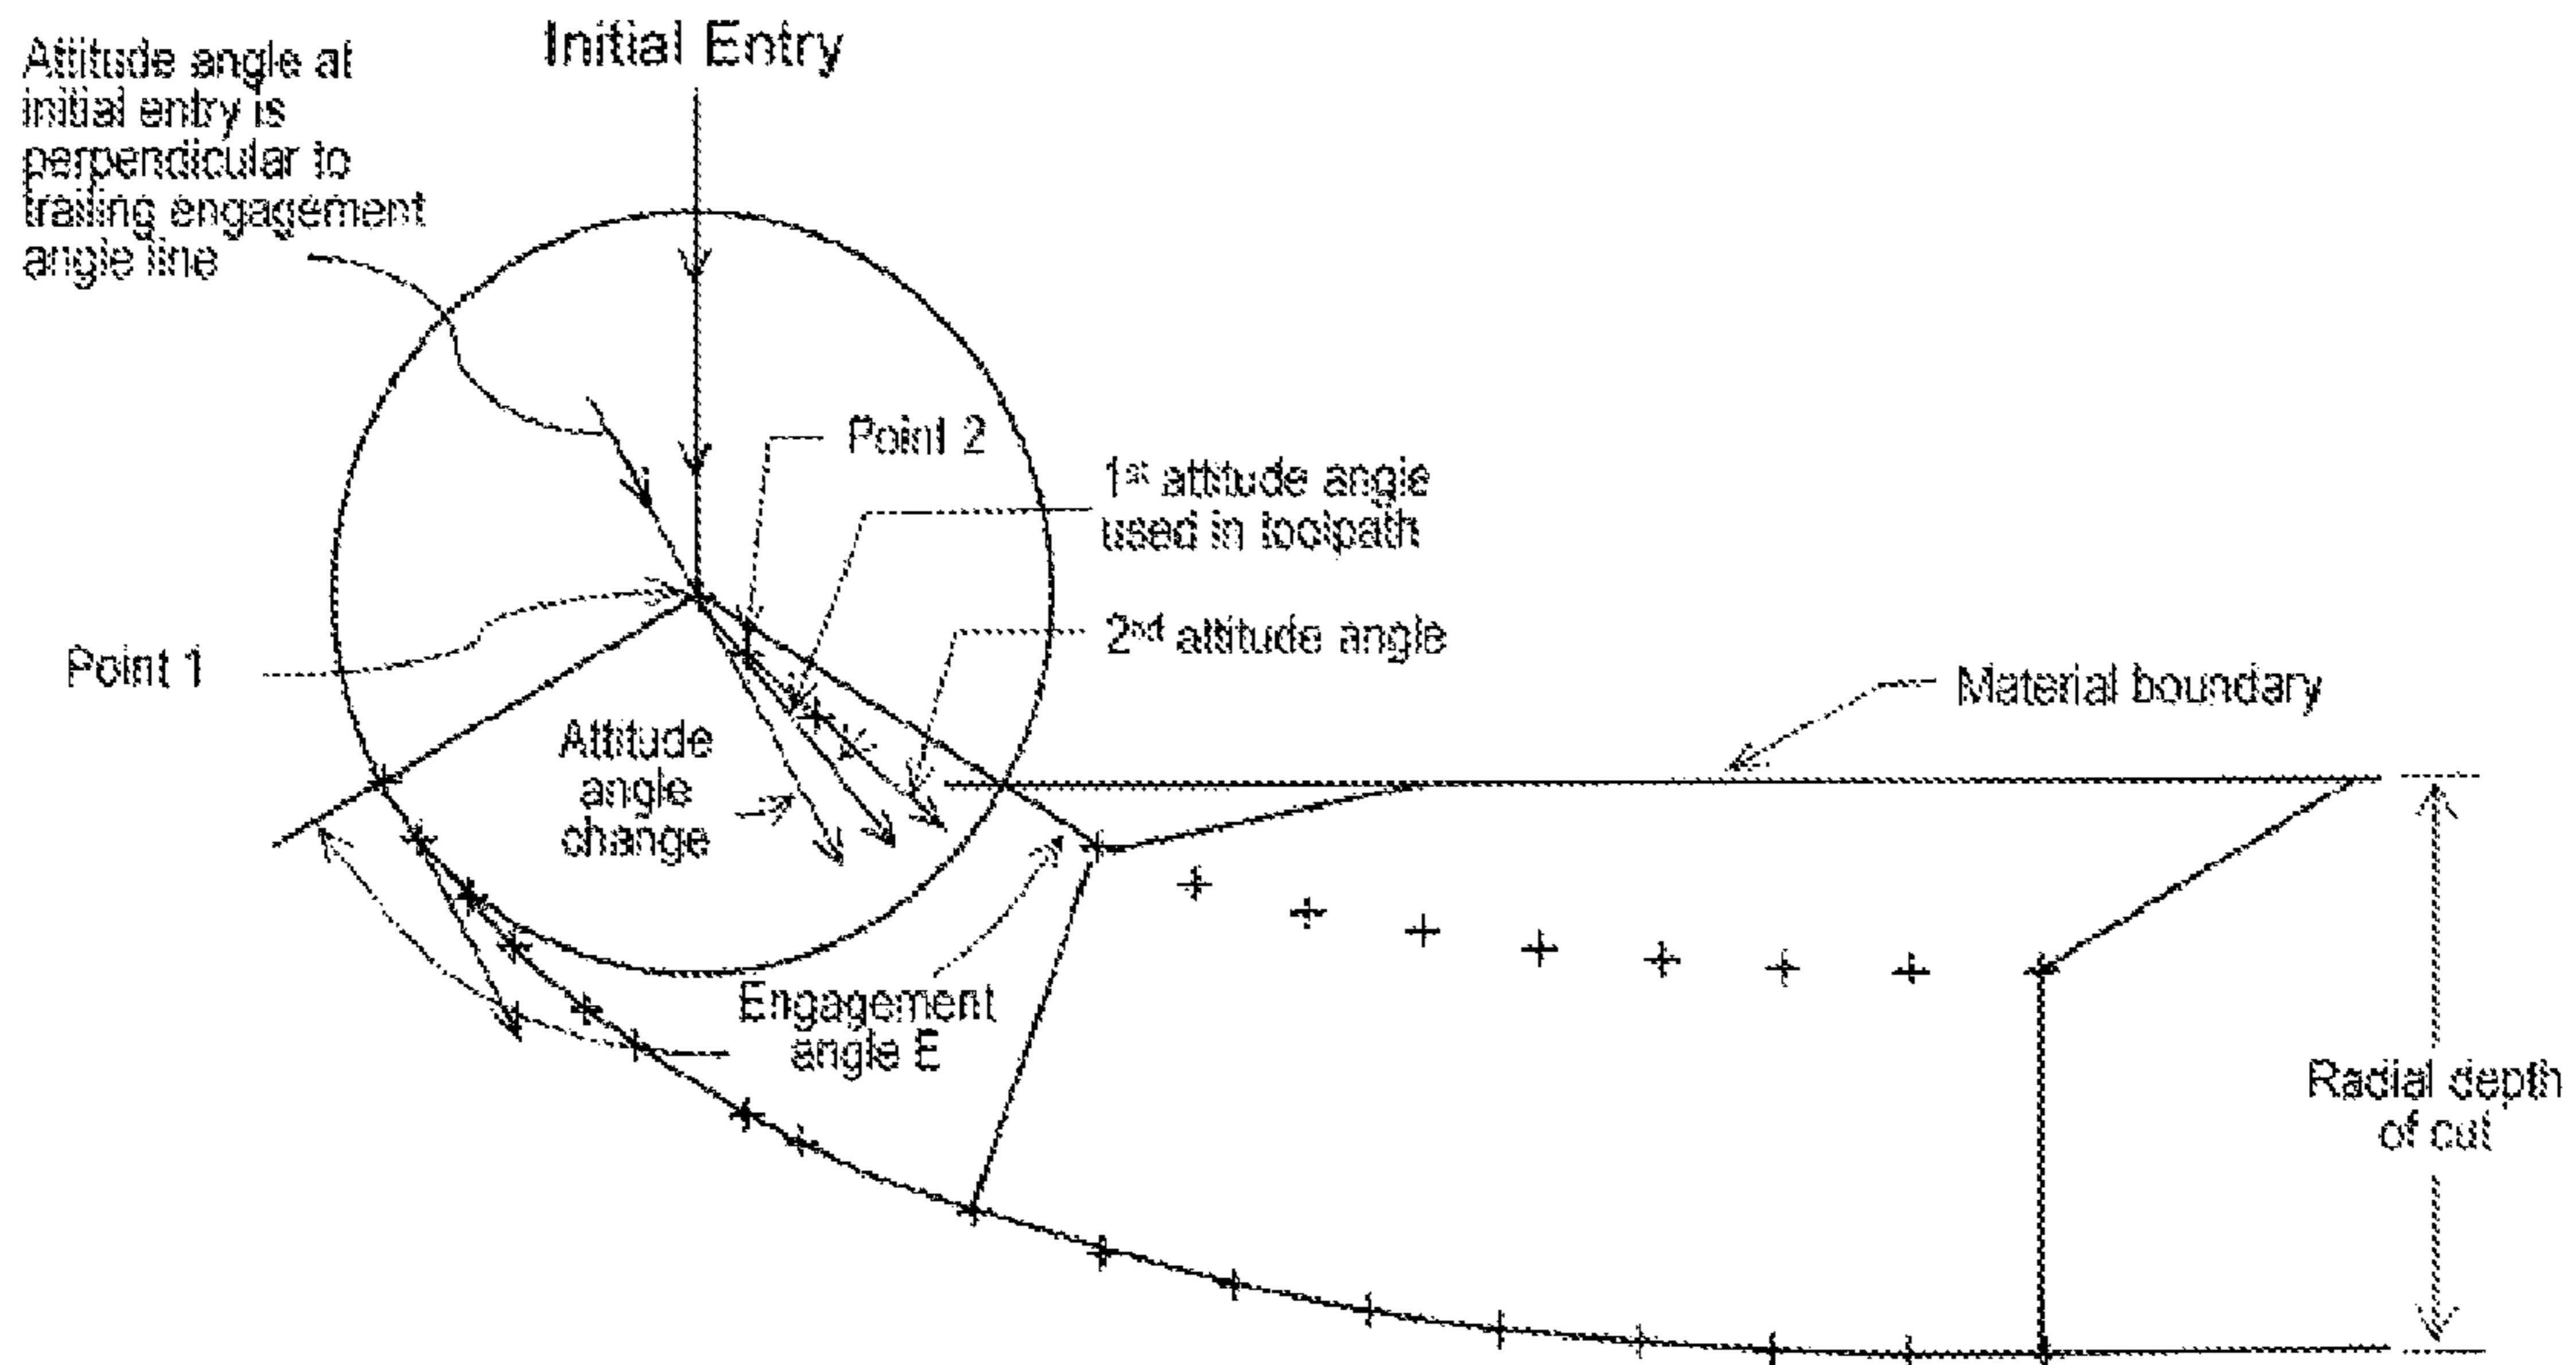 Attitude angle at
initial entry is
perpendicular to
trailing engagement
angle line
Initial Entry
Point 2
1st attitude angle
used in toolpath
2nd attitude angle
Point 1
Material boundary
Attitude
angle
change
Engagement
angle E
Radial depth
of cut